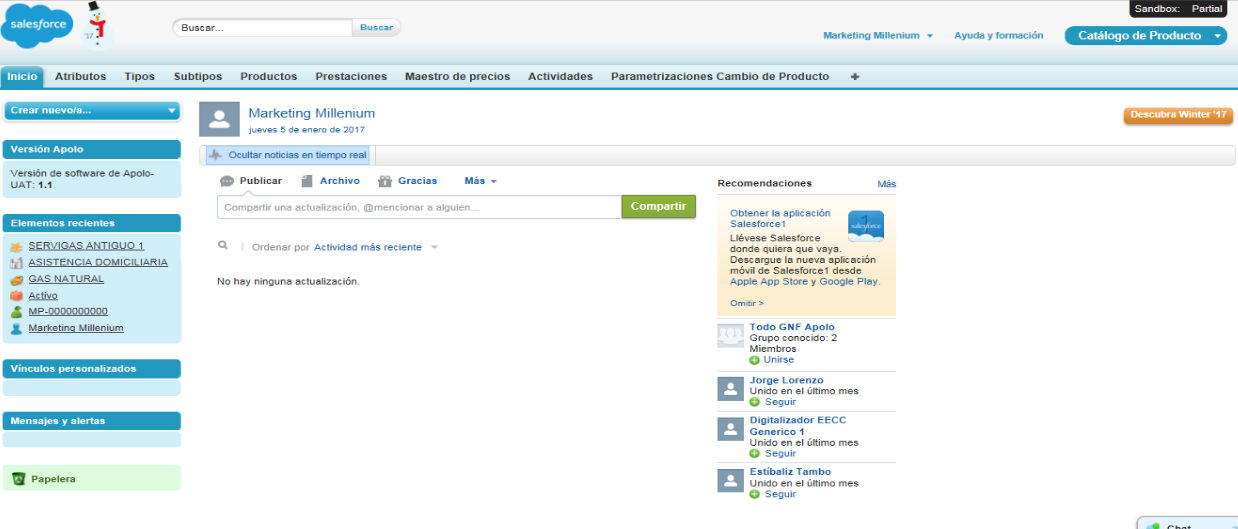 Sandbox: Partial
salesforce
'17
Buscar...
Buscar
Marketing Millenium
Ayuda y formación
Catálogo de Producto
Inicio
Atributos
Tipos
Subtipos
Productos
Prestaciones
Maestro de precios
Actividades
Parametrizaciones Cambio de Producto
+
Crear nuevo/a...
Versión Apolo
Versión de software de Apolo-
UAT: 1.1
Elementos recientes
SERVIGAS ANTIGUO 1
ASISTENCIA DOMICILIARIA
GAS NATURAL
Activo
MP-0000000000
Marketing Millenium
Vínculos personalizados
Mensajes y alertas
Papelera
Marketing Millenium
jueves 5 de enero de 2017
Descubra Winter '17
Ocultar noticias en tiempo real
Publicar
Archivo
Gracias
Más
Compartir una actualización, @mencionar a alguien...
Compartir
Ordenar por Actividad más reciente
No hay ninguna actualización.
Recomendaciones
Más
Obtener la aplicación
Salesforce1
salesforce
Llévese Salesforce
donde quiera que vaya.
Descargue la nueva aplicación
móvil de Salesforce1 desde
Apple App Store y Google Play.
Omitir >
Todo GNF Apolo
Grupo conocido: 2
Miembros
Unirse
Jorge Lorenzo
Unido en el último mes
Seguir
Digitalizador EECC
Generico 1
Unido en el último mes
Seguir
Estíbaliz Tambo
Unido en el último mes
Seguir
Chat